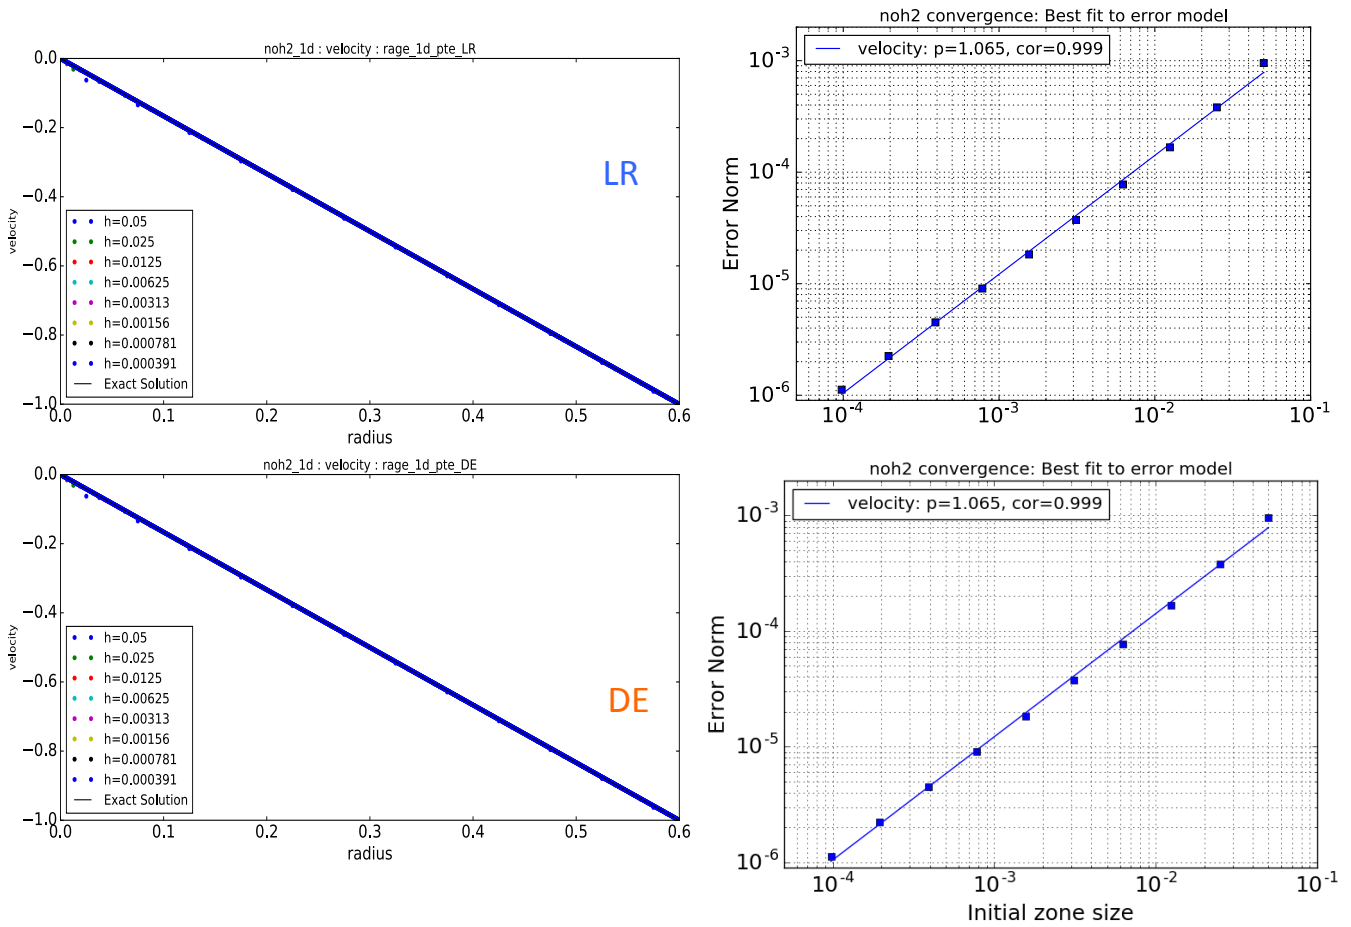 noh2_1d : velocity : rage_1d_pte_LR
0.0
−0.2
−0.4
−0.6
−0.8
−1.0
velocity
LR
h=0.05
h=0.025
h=0.0125
h=0.00625
h=0.00313
h=0.00156
h=0.000781
h=0.000391
Exact Solution
0.0 0.1 0.2 0.3 0.4 0.5 0.6
radius
noh2 convergence: Best fit to error model
velocity: p=1.065, cor=0.999
10⁻³
10⁻⁴
10⁻⁵
10⁻⁶
Error Norm
10⁻⁴ 10⁻³ 10⁻² 10⁻¹
noh2_1d : velocity : rage_1d_pte_DE
0.0
−0.2
−0.4
−0.6
−0.8
−1.0
velocity
DE
h=0.05
h=0.025
h=0.0125
h=0.00625
h=0.00313
h=0.00156
h=0.000781
h=0.000391
Exact Solution
0.0 0.1 0.2 0.3 0.4 0.5 0.6
radius
noh2 convergence: Best fit to error model
velocity: p=1.065, cor=0.999
10⁻³
10⁻⁴
10⁻⁵
10⁻⁶
Error Norm
10⁻⁴ 10⁻³ 10⁻² 10⁻¹
Initial zone size